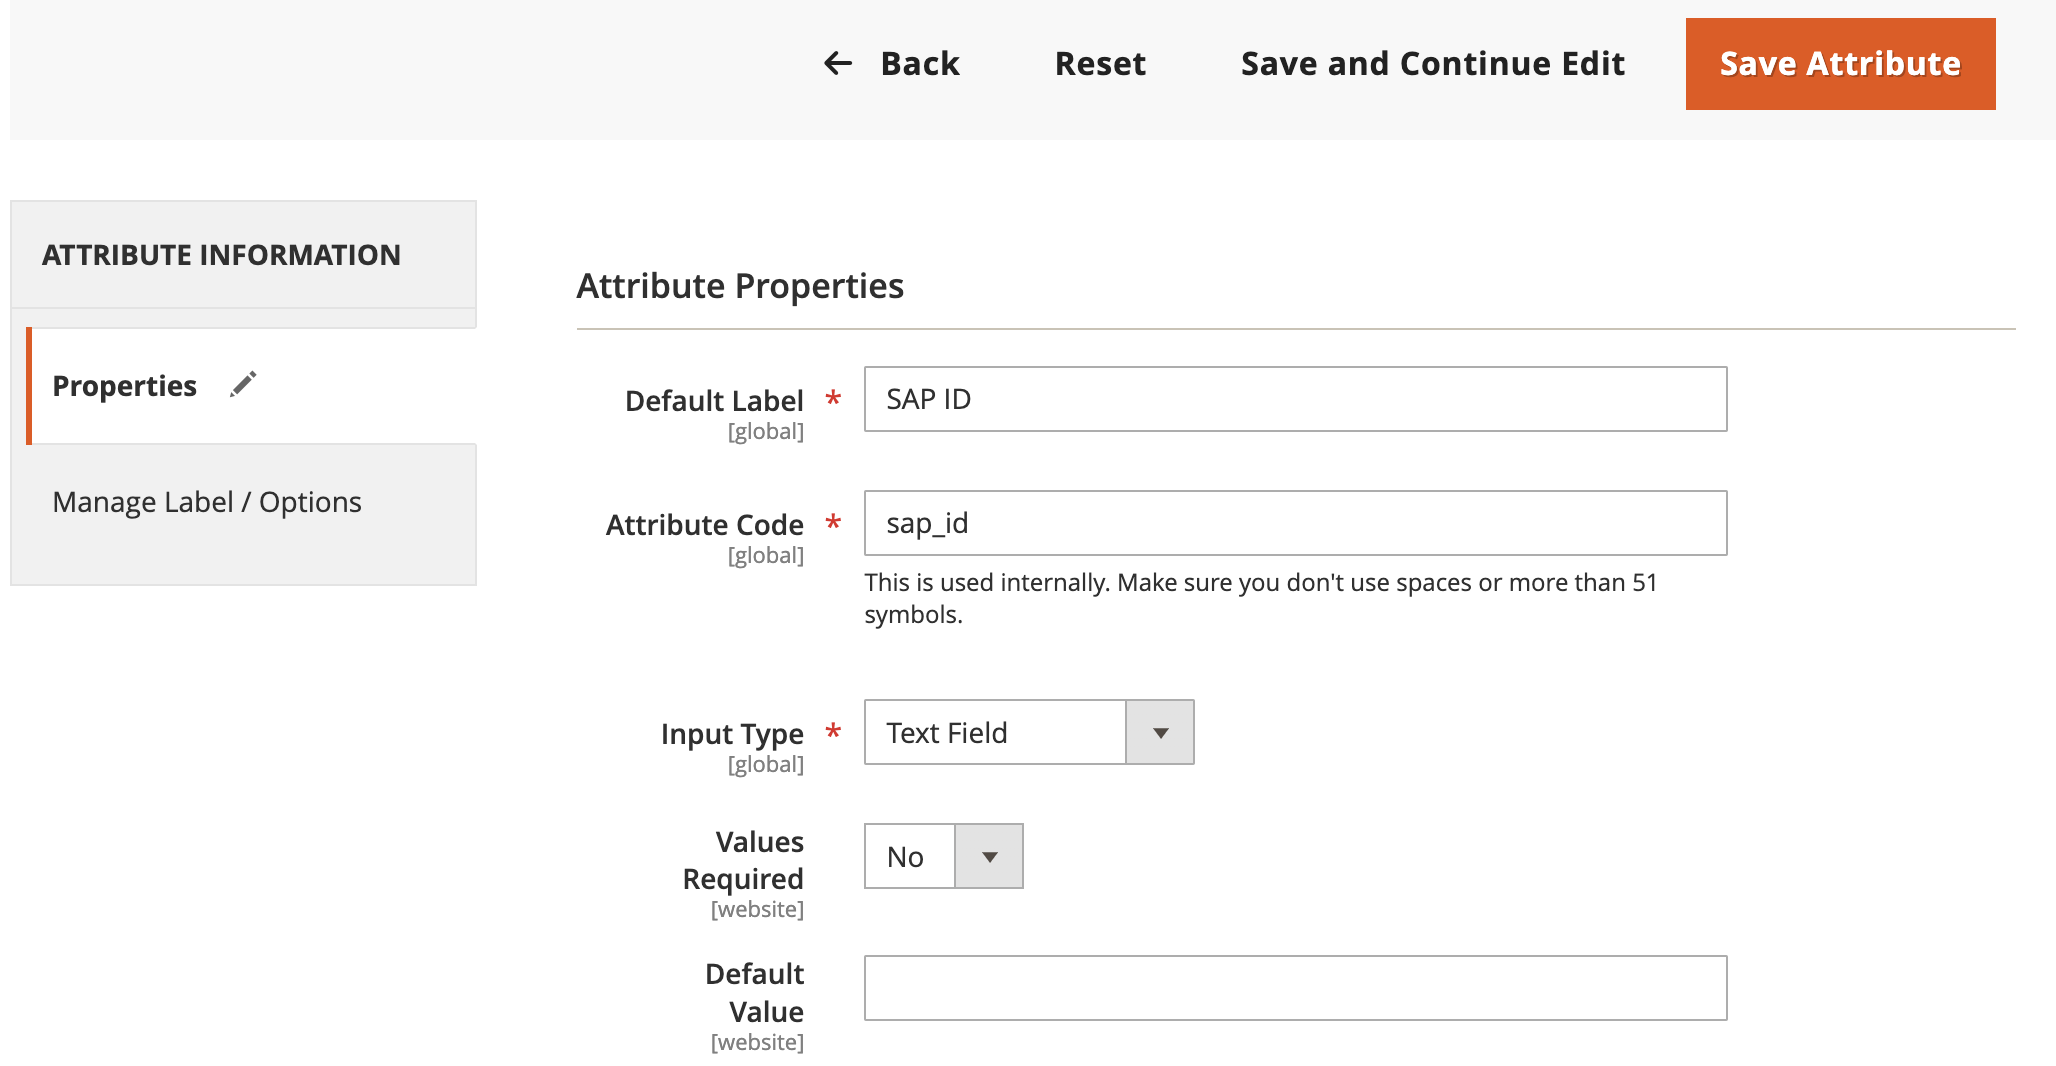 ← Back Reset Save and Continue Edit Save Attribute
ATTRIBUTE INFORMATION
Properties
Manage Label / Options
Attribute Properties
Default Label * SAP ID
[global]
Attribute Code * sap_id
[global]
This is used internally. Make sure you don't use spaces or more than 51
symbols.
Input Type * Text Field
[global]
Values
Required
[website]
No
Default
Value
[website]